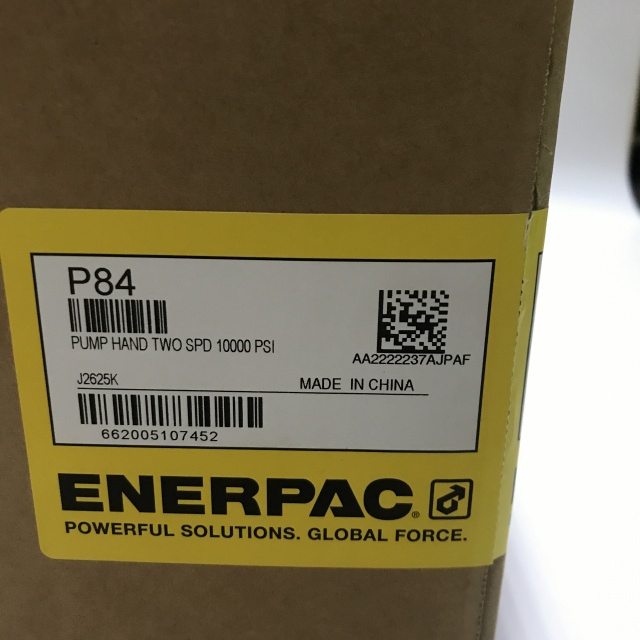 P84
PUMP HAND TWO SPD 10000 PSI
AA2222237AJPAF
J2625K
MADE IN CHINA
662005107452
ENERPAC®
POWERFUL SOLUTIONS. GLOBAL FORCE.